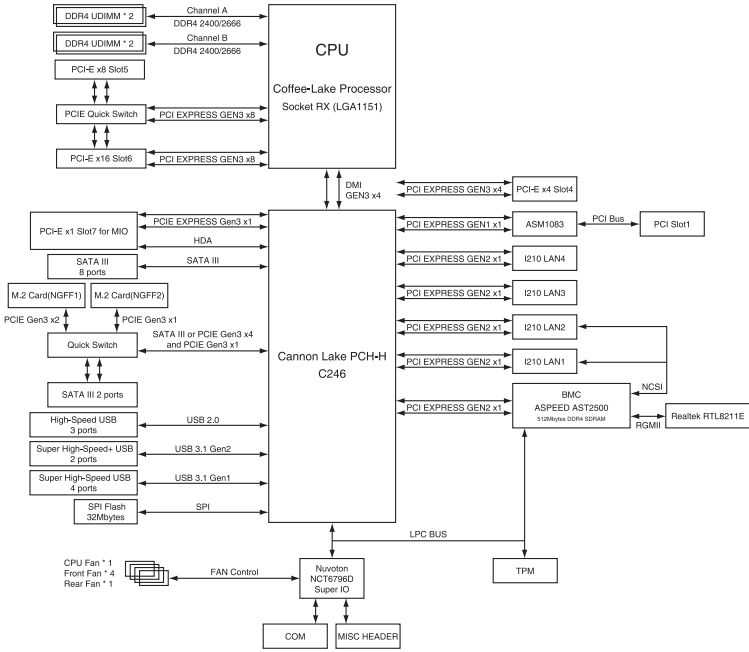 DDR4 UDIMM * 2
Channel A
DDR4 2400/2666
DDR4 UDIMM * 2
Channel B
DDR4 2400/2666
CPU
Coffee-Lake Processor
Socket RX (LGA1151)
PCI-E x8 Slot5
PCIE Quick Switch
PCI EXPRESS GEN3 x8
PCI-E x16 Slot6
PCI EXPRESS GEN3 x8
DMI
GEN3 x4
PCI EXPRESS GEN3 x4
PCI-E x4 Slot4
PCI-E x1 Slot7 for MIO
PCIE EXPRESS Gen3 x1
HDA
PCI EXPRESS GEN1 x1
ASM1083
PCI Bus
PCI Slot1
SATA III
8 ports
SATA III
PCI EXPRESS GEN2 x1
I210 LAN4
M.2 Card(NGFF1)
M.2 Card(NGFF2)
PCI EXPRESS GEN2 x1
I210 LAN3
PCIE Gen3 x2
PCIE Gen3 x1
PCI EXPRESS GEN2 x1
I210 LAN2
Quick Switch
SATA III or PCIE Gen3 x4
and PCIE Gen3 x1
Cannon Lake PCH-H
C246
PCI EXPRESS GEN2 x1
I210 LAN1
NCSI
SATA III 2 ports
BMC
ASPEED AST2500
512Mbytes DDR4 SDRAM
PCI EXPRESS GEN2 x1
RGMII
Realtek RTL8211E
High-Speed USB
3 ports
USB 2.0
Super High-Speed+ USB
2 ports
USB 3.1 Gen2
Super High-Speed USB
4 ports
USB 3.1 Gen1
SPI Flash
32Mbytes
SPI
LPC BUS
CPU Fan * 1
Front Fan * 4
Rear Fan * 1
FAN Control
Nuvoton
NCT6796D
Super IO
TPM
COM
MISC HEADER